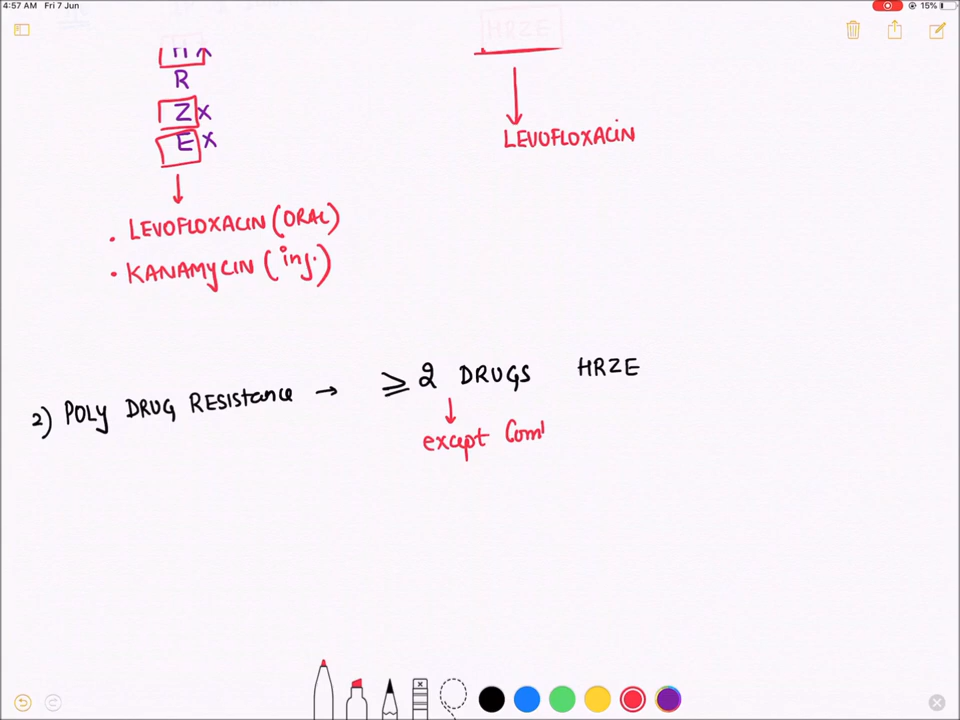 4:57 AM Fri 7 Jun
15%
HRZE
H
R
Z x
E x
LEVOFLOXACIN
• LEVOFLOXACIN (ORAL)
• KANAMYCIN (inj.)
2) POLY DRUG RESistance → ≥ 2 DRUGS HRZE
except Com